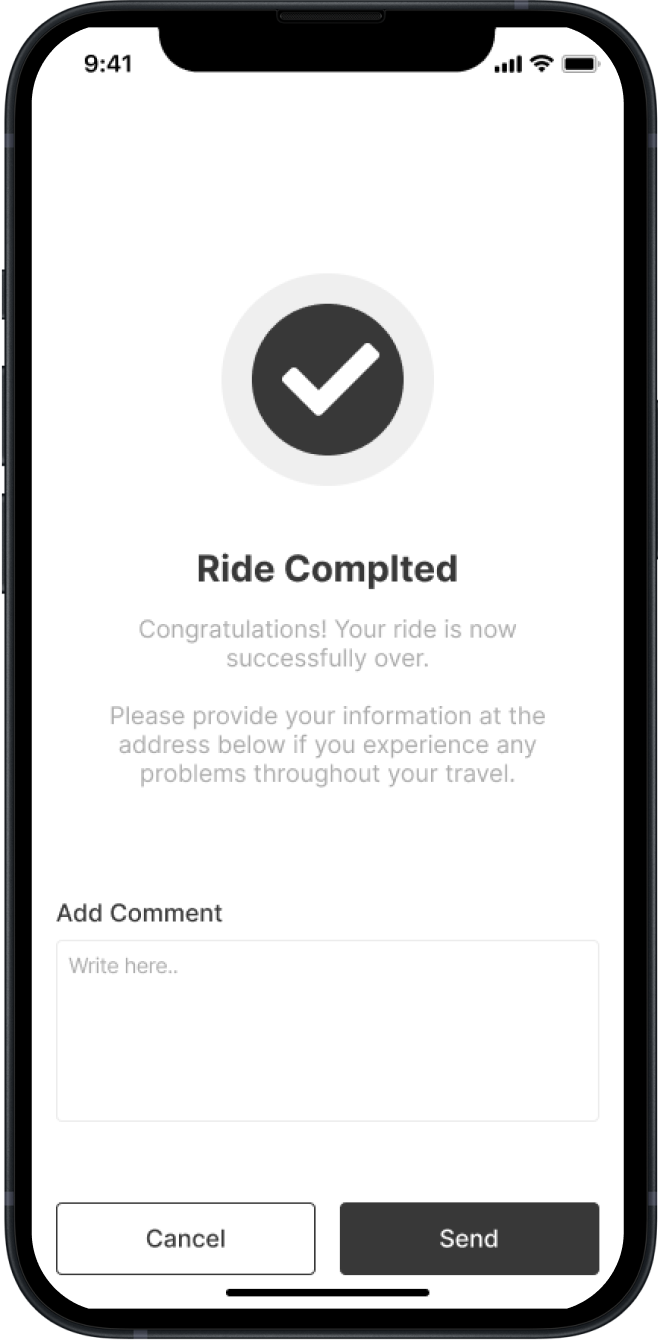 9:41
Ride Complted
Congratulations! Your ride is now
successfully over.
Please provide your information at the
address below if you experience any
problems throughout your travel.
Add Comment
Write here..
Cancel
Send